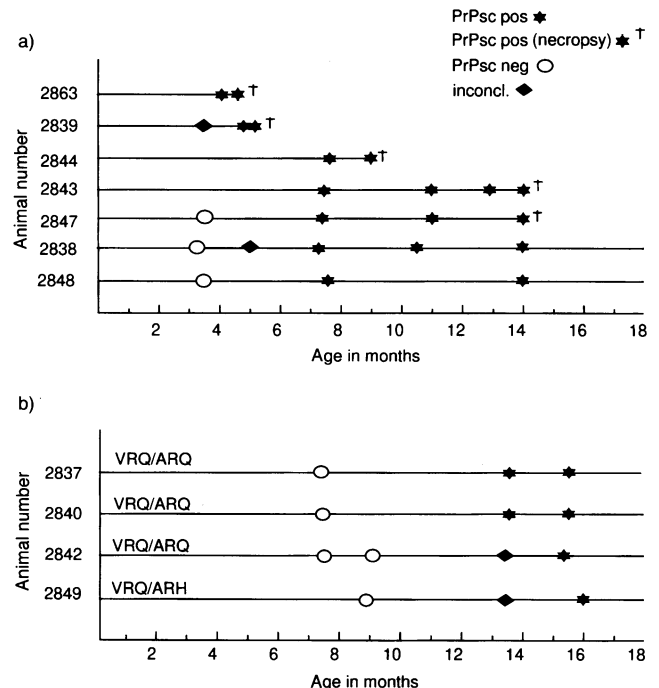 PrPsc pos
a)
PrPsc pos (necropsy) †
PrPsc neg
inconcl.
Animal number
2863 †
2839 †
2844 †
2843 †
2847 †
2838
2848
2 4 6 8 10 12 14 16 18
Age in months
b)
Animal number
2837 VRQ/ARQ
2840 VRQ/ARQ
2842 VRQ/ARQ
2849 VRQ/ARH
2 4 6 8 10 12 14 16 18
Age in months